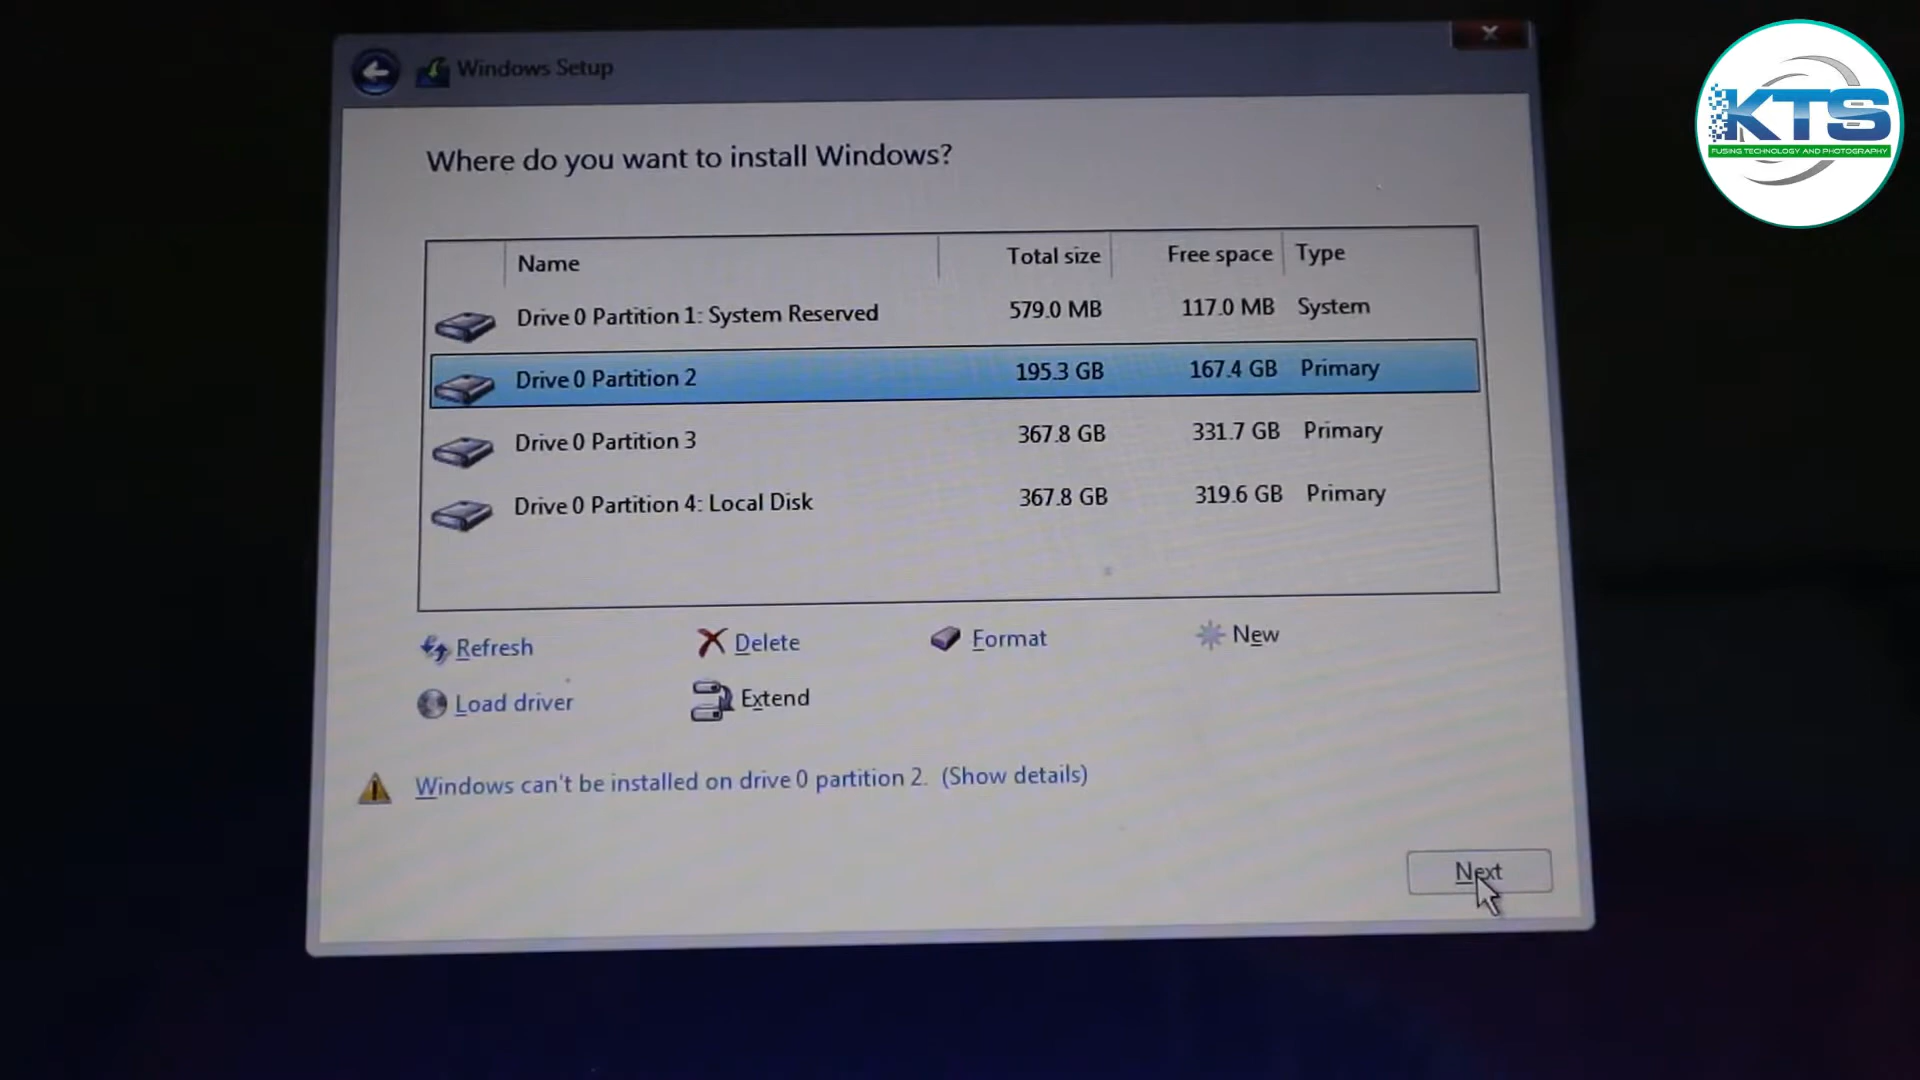 Windows Setup
KTS
FUSING TECHNOLOGY AND PHOTOGRAPHY
Where do you want to install Windows?
Name Total size Free space Type
Drive 0 Partition 1: System Reserved 579.0 MB 117.0 MB System
Drive 0 Partition 2 195.3 GB 167.4 GB Primary
Drive 0 Partition 3 367.8 GB 331.7 GB Primary
Drive 0 Partition 4: Local Disk 367.8 GB 319.6 GB Primary
Refresh Delete Format New
Load driver Extend
Windows can't be installed on drive 0 partition 2. (Show details)
Next